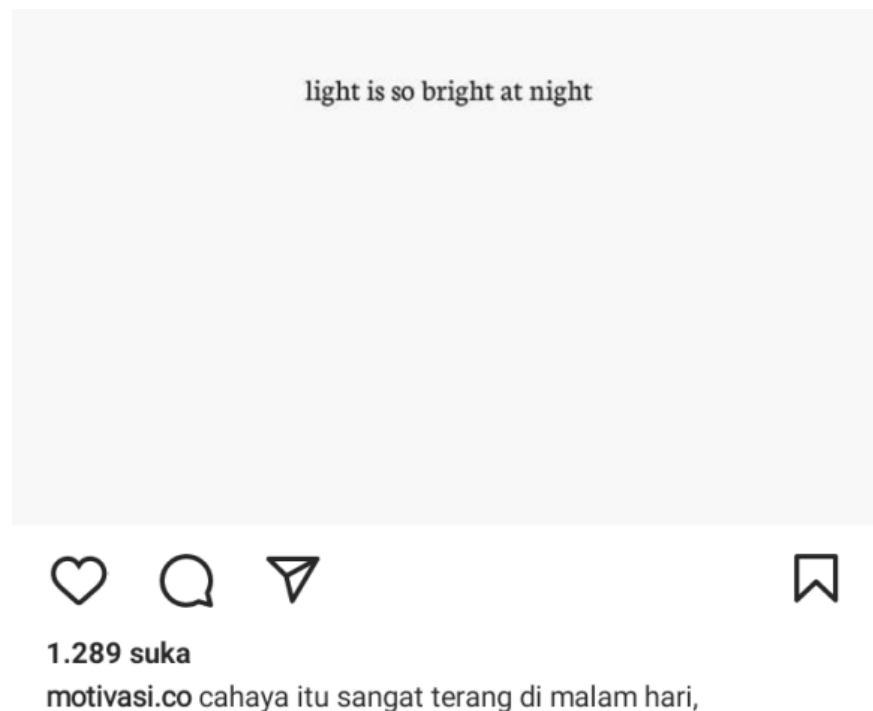 light is so bright at night
1.289 suka
motivasi.co cahaya itu sangat terang di malam hari,